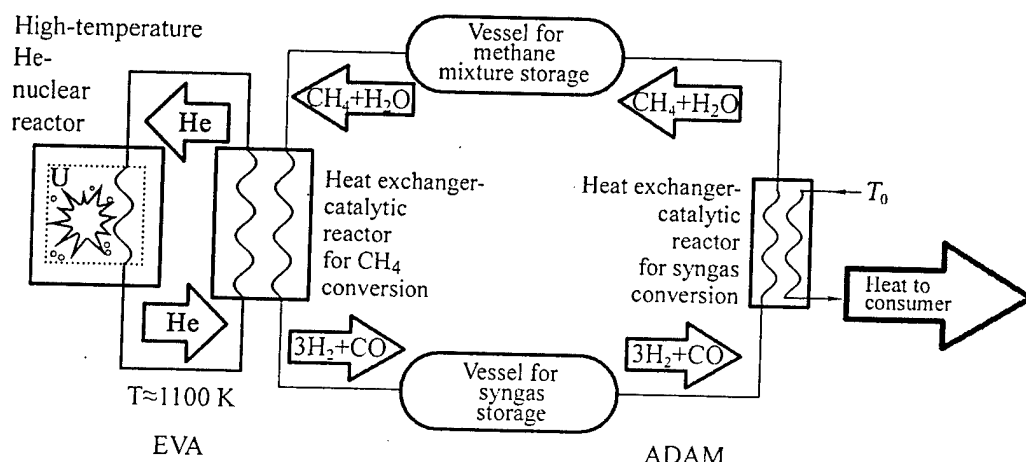 High-temperature
He-
nuclear
reactor
Vessel for
methane
mixture storage
CH₄+H₂O
CH₄+H₂O
He
U
Heat exchanger-
catalytic
reactor
for CH₄
conversion
Heat exchanger-
catalytic
reactor
for syngas
conversion
T₀
Heat to
consumer
He
3H₂+CO
3H₂+CO
Vessel for
syngas
storage
T≈1100 K
EVA
ADAM